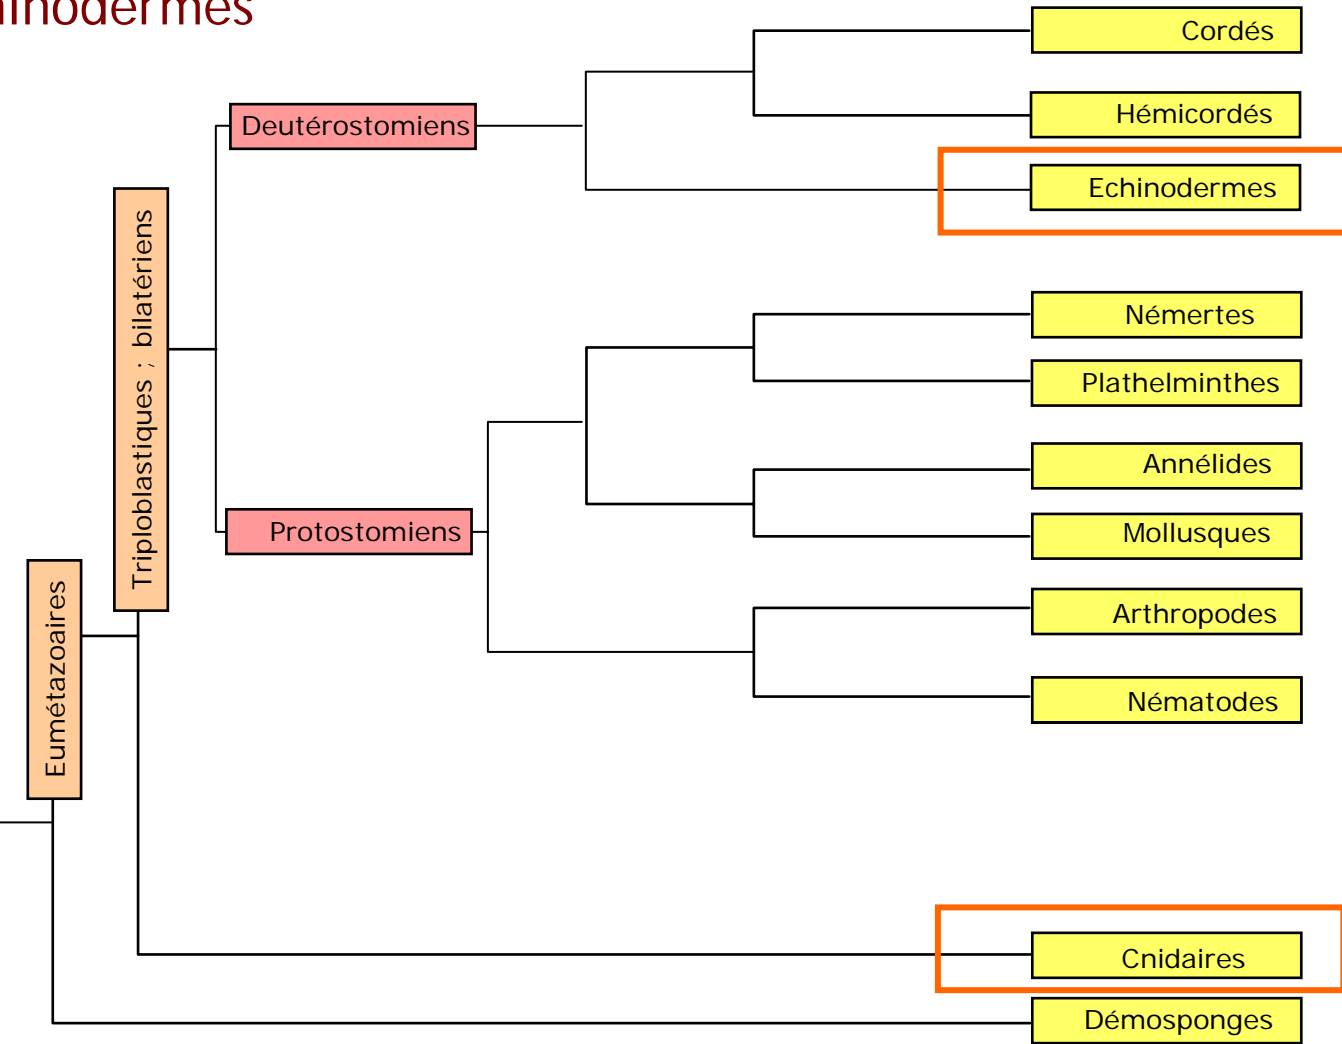 Cordés
Deutérostomiens
Hémicordés
Echinodermes
Triploblastiques ; bilatériens
Némertes
Plathelminthes
Annélides
Protostomiens
Mollusques
Eumétazoaires
Arthropodes
Nématodes
Cnidaires
Démosponges